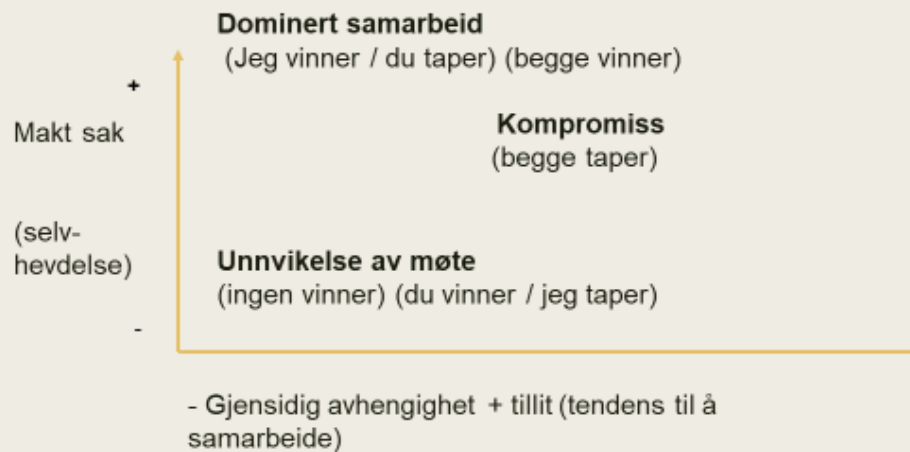 Dominert samarbeid
(Jeg vinner / du taper) (begge vinner)
+
Makt sak
Kompromiss
(begge taper)
(selv-
hevdelse)
Unnvikelse av møte
(ingen vinner) (du vinner / jeg taper)
-
- Gjensidig avhengighet + tillit (tendens til å
samarbeide)